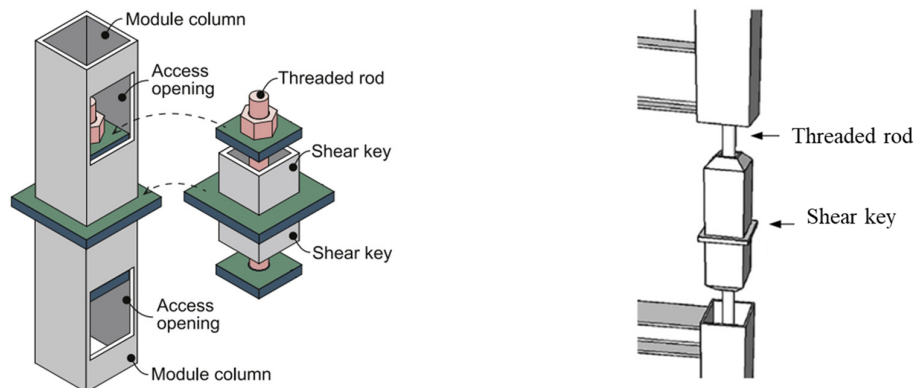 Module column
Access
opening
Threaded rod
Shear key
Shear key
Access
opening
Module column
Threaded rod
Shear key